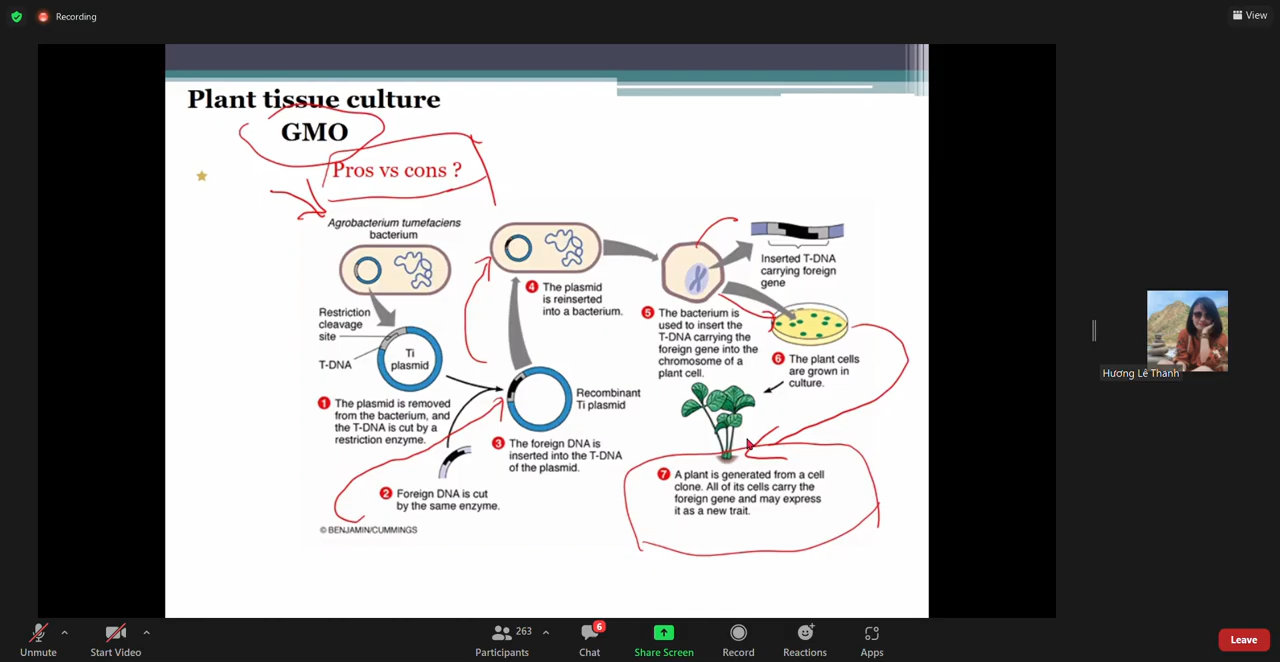 Recording
View
Plant tissue culture
GMO
Pros vs cons ?
Agrobacterium tumefaciens
bacterium
Restriction
cleavage
site
T-DNA
Ti
plasmid
1 The plasmid is removed
from the bacterium, and
the T-DNA is cut by a
restriction enzyme.
2 Foreign DNA is cut
by the same enzyme.
© BENJAMIN/CUMMINGS
Recombinant
Ti plasmid
3 The foreign DNA is
inserted into the T-DNA
of the plasmid.
4 The plasmid
is reinserted
into a bacterium.
5 The bacterium is
used to insert the
T-DNA carrying the
foreign gene into the
chromosome of a
plant cell.
Inserted T-DNA
carrying foreign
gene
6 The plant cells
are grown in
culture.
7 A plant is generated from a cell
clone. All of its cells carry the
foreign gene and may express
it as a new trait.
Hương Lê Thanh
Unmute
Start Video
263
Participants
6
Chat
Share Screen
Record
Reactions
Apps
Leave